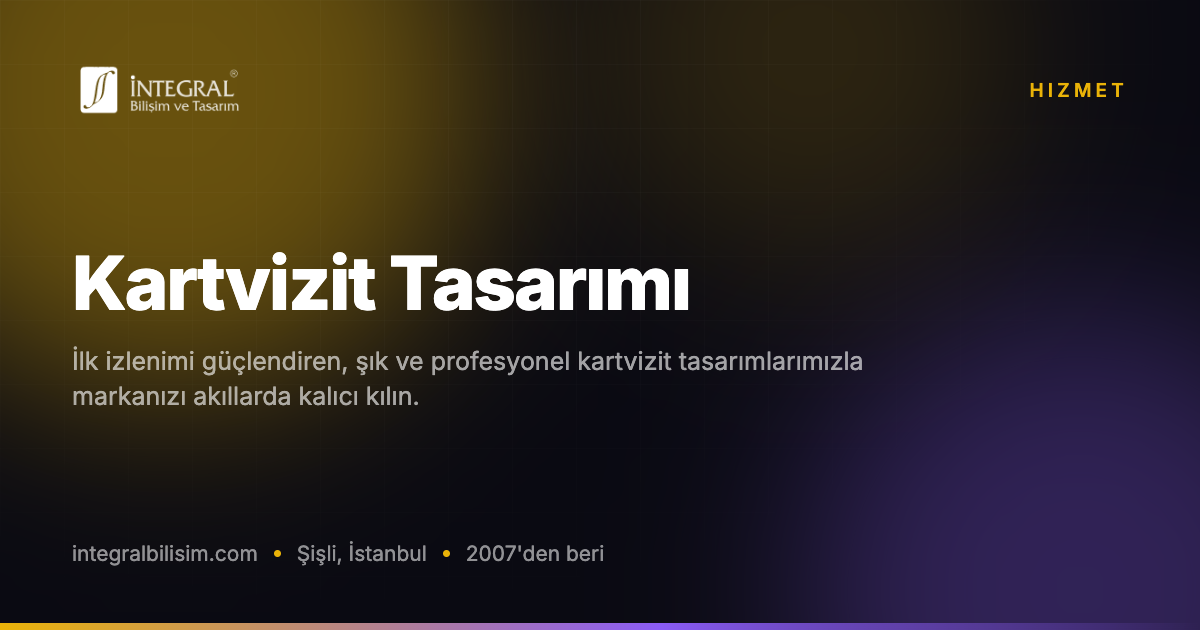 İNTEGRAL®
Bilişim ve Tasarım
HIZMET
Kartvizit Tasarımı
İlk izlenimi güçlendiren, şık ve profesyonel kartvizit tasarımlarımızla
markanızı akıllarda kalıcı kılın.
integralbilisim.com • Şişli, İstanbul • 2007'den beri